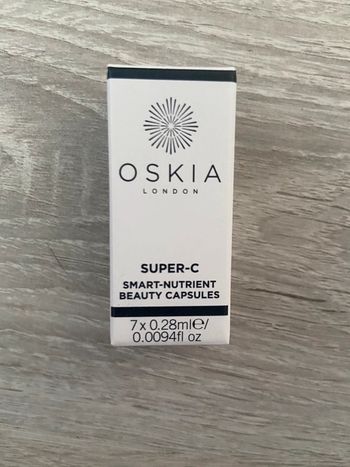 OSKIA
LONDON
SUPER-C
SMART-NUTRIENT
BEAUTY CAPSULES
7 x 0.28ml℮/
0.0094fl oz